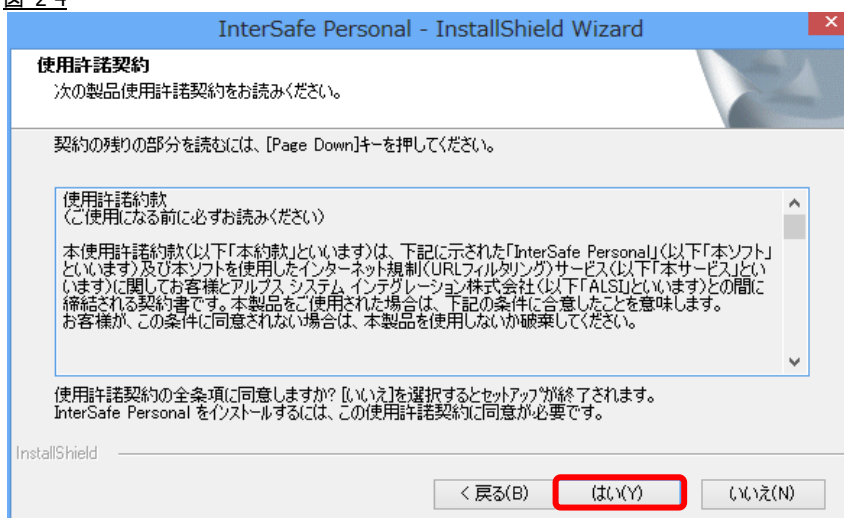 図 2-4
InterSafe Personal - InstallShield Wizard
使用許諾契約
次の製品使用許諾契約をお読みください。
契約の残りの部分を読むには、[Page Down]キーを押してください。
使用許諾約款
(ご使用になる前に必ずお読みください)
本使用許諾約款(以下「本約款」といいます)は、下記に示された「InterSafe Personal」(以下「本ソフト」
といいます)及び本ソフトを使用したインターネット規制(URLフィルタリング)サービス(以下「本サービス」とい
います)に関してお客様とアルプス システム インテグレーション株式会社(以下「ALSI」といいます)との間に
締結される契約書です。本製品をご使用された場合は、下記の条件に合意したことを意味します。
お客様が、この条件に同意されない場合は、本製品を使用しないか破棄してください。
使用許諾契約の全条項に同意しますか? [いいえ]を選択するとセットアップが終了されます。
InterSafe Personal をインストールするには、この使用許諾契約に同意が必要です。
InstallShield
< 戻る(B) はい(Y) いいえ(N)